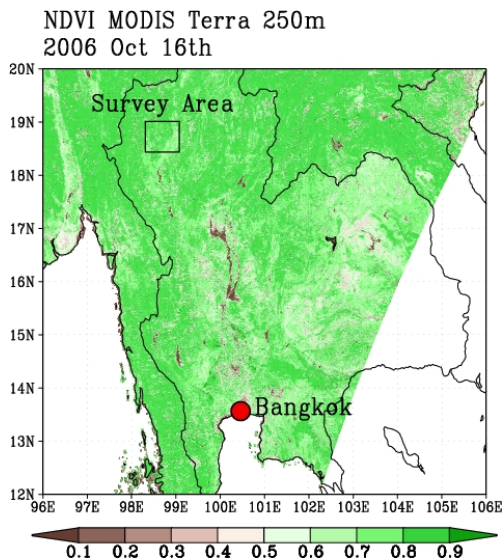 NDVI MODIS Terra 250m
2006 Oct 16th
20N
Survey Area
19N
18N
17N
16N
15N
14N
Bangkok
13N
12N
96E 97E 98E 99E 100E 101E 102E 103E 104E 105E 106E
0.1 0.2 0.3 0.4 0.5 0.6 0.7 0.8 0.9